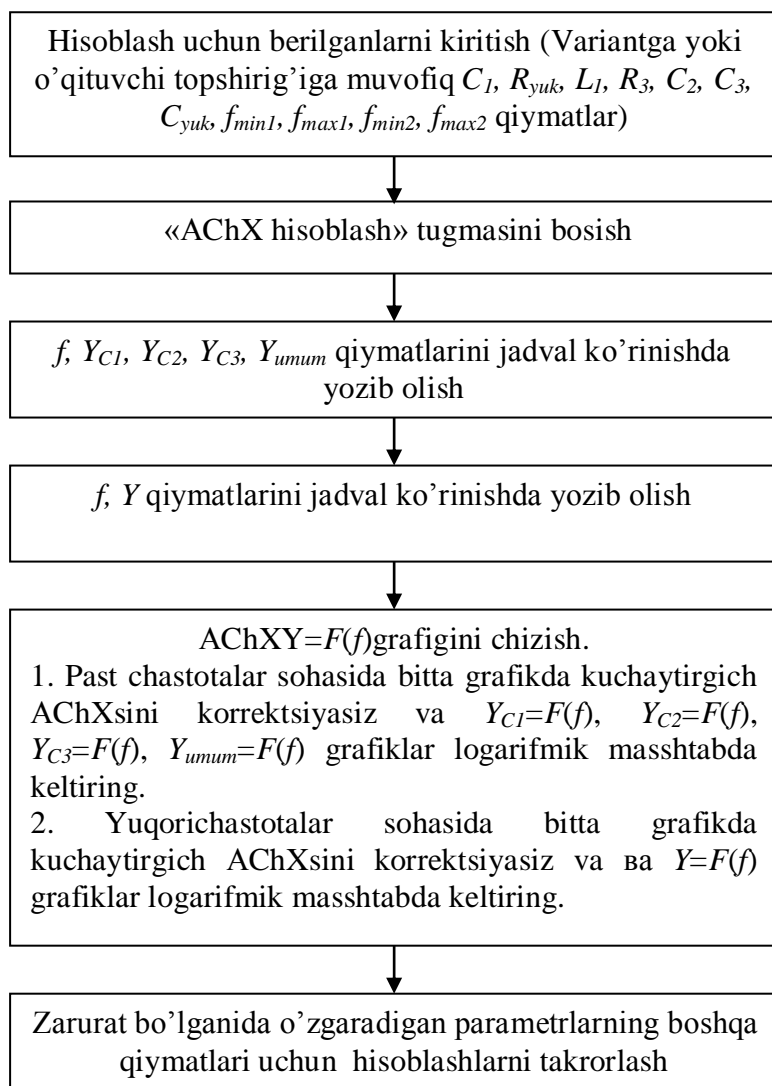 Hisoblash uchun berilganlarni kiritish (Variantga yoki
o’qituvchi topshirig’iga muvofiq C1, Ryuk, L1, R3, C2, C3,
Cyuk, fmin1, fmax1, fmin2, fmax2 qiymatlar)
«AChX hisoblash» tugmasini bosish
f, YC1, YC2, YC3, Yumum qiymatlarini jadval ko’rinishda
yozib olish
f, Y qiymatlarini jadval ko’rinishda yozib olish
AChXY=F(f)grafigini chizish.
1. Past chastotalar sohasida bitta grafikda kuchaytirgich
AChXsini korrektsiyasiz va YC1=F(f), YC2=F(f),
YC3=F(f), Yumum=F(f) grafiklar logarifmik masshtabda
keltiring.
2. Yuqorichastotalar sohasida bitta grafikda
kuchaytirgich AChXsini korrektsiyasiz va ва Y=F(f)
grafiklar logarifmik masshtabda keltiring.
Zarurat bo’lganida o’zgaradigan parametrlarning boshqa
qiymatlari uchun hisoblashlarni takrorlash